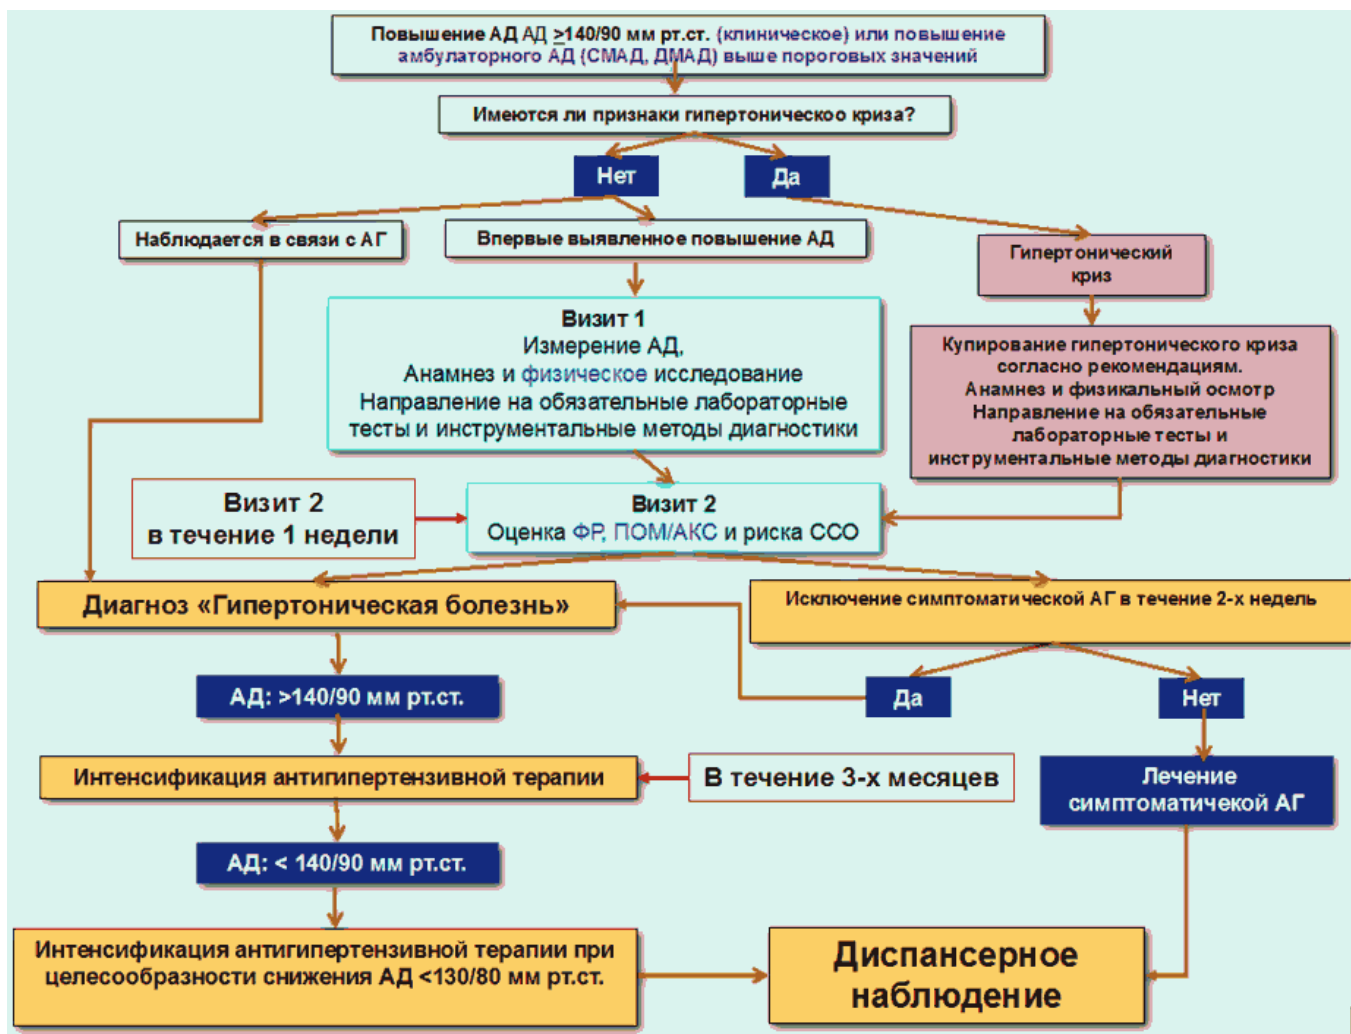 Повышение АД АД >140/90 мм рт.ст. (клиническое) или повышение
амбулаторного АД (СМАД, ДМАД) выше пороговых значений
Имеются ли признаки гипертоническоо криза?
Нет
Да
Наблюдается в связи с АГ
Впервые выявленное повышение АД
Гипертонический
криз
Визит 1
Измерение АД,
Анамнез и физическое исследование
Направление на обязательные лабораторные
тесты и инструментальные методы диагностики
Купирование гипертонического криза
согласно рекомендациям.
Анамнез и физикальный осмотр
Направление на обязательные
лабораторные тесты и
инструментальные методы диагностики
Визит 2
в течение 1 недели
Визит 2
Оценка ФР, ПОМ/АКС и риска ССО
Диагноз «Гипертоническая болезнь»
Исключение симптоматической АГ в течение 2-х недель
АД: >140/90 мм рт.ст.
Да
Нет
Интенсификация антигипертензивной терапии
В течение 3-х месяцев
Лечение
симптоматичекой АГ
АД: < 140/90 мм рт.ст.
Интенсификация антигипертензивной терапии при
целесообразности снижения АД <130/80 мм рт.ст.
Диспансерное
наблюдение